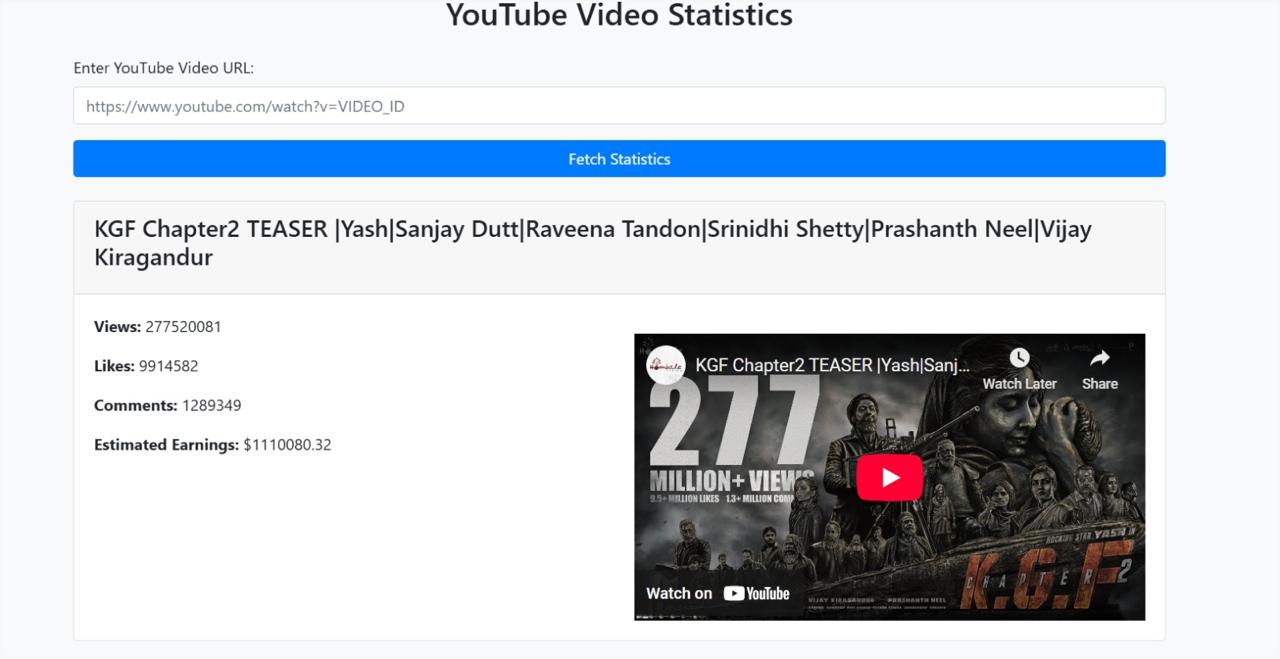 YouTube Video Statistics
Enter YouTube Video URL:
https://www.youtube.com/watch?v=VIDEO_ID
Fetch Statistics
KGF Chapter2 TEASER |Yash|Sanjay Dutt|Raveena Tandon|Srinidhi Shetty|Prashanth Neel|Vijay
Kiragandur
Views: 277520081
Likes: 9914582
Comments: 1289349
Estimated Earnings: $1110080.32
KGF Chapter2 TEASER |Yash|Sanj...
Watch Later
Share
277
MILLION+ VIEWS
9.5+ MILLION LIKES 1.3+ MILLION COMM
ROCKING STAR YASH IN
K.G.F
CHAPTER 2
Watch on YouTube
VIJAY KIRAGANDUR PRASHANTH NEEL